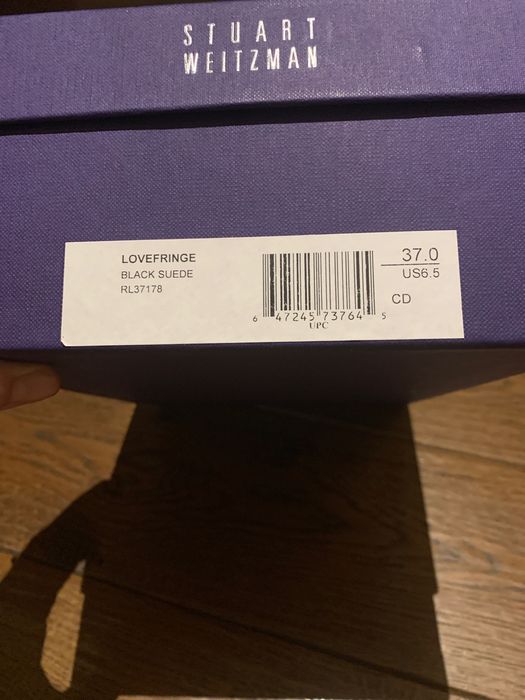 STUART
WEITZMAN
LOVEFRINGE
BLACK SUEDE
RL37178
6 47245 73764 5
UPC
37.0
US6.5
CD